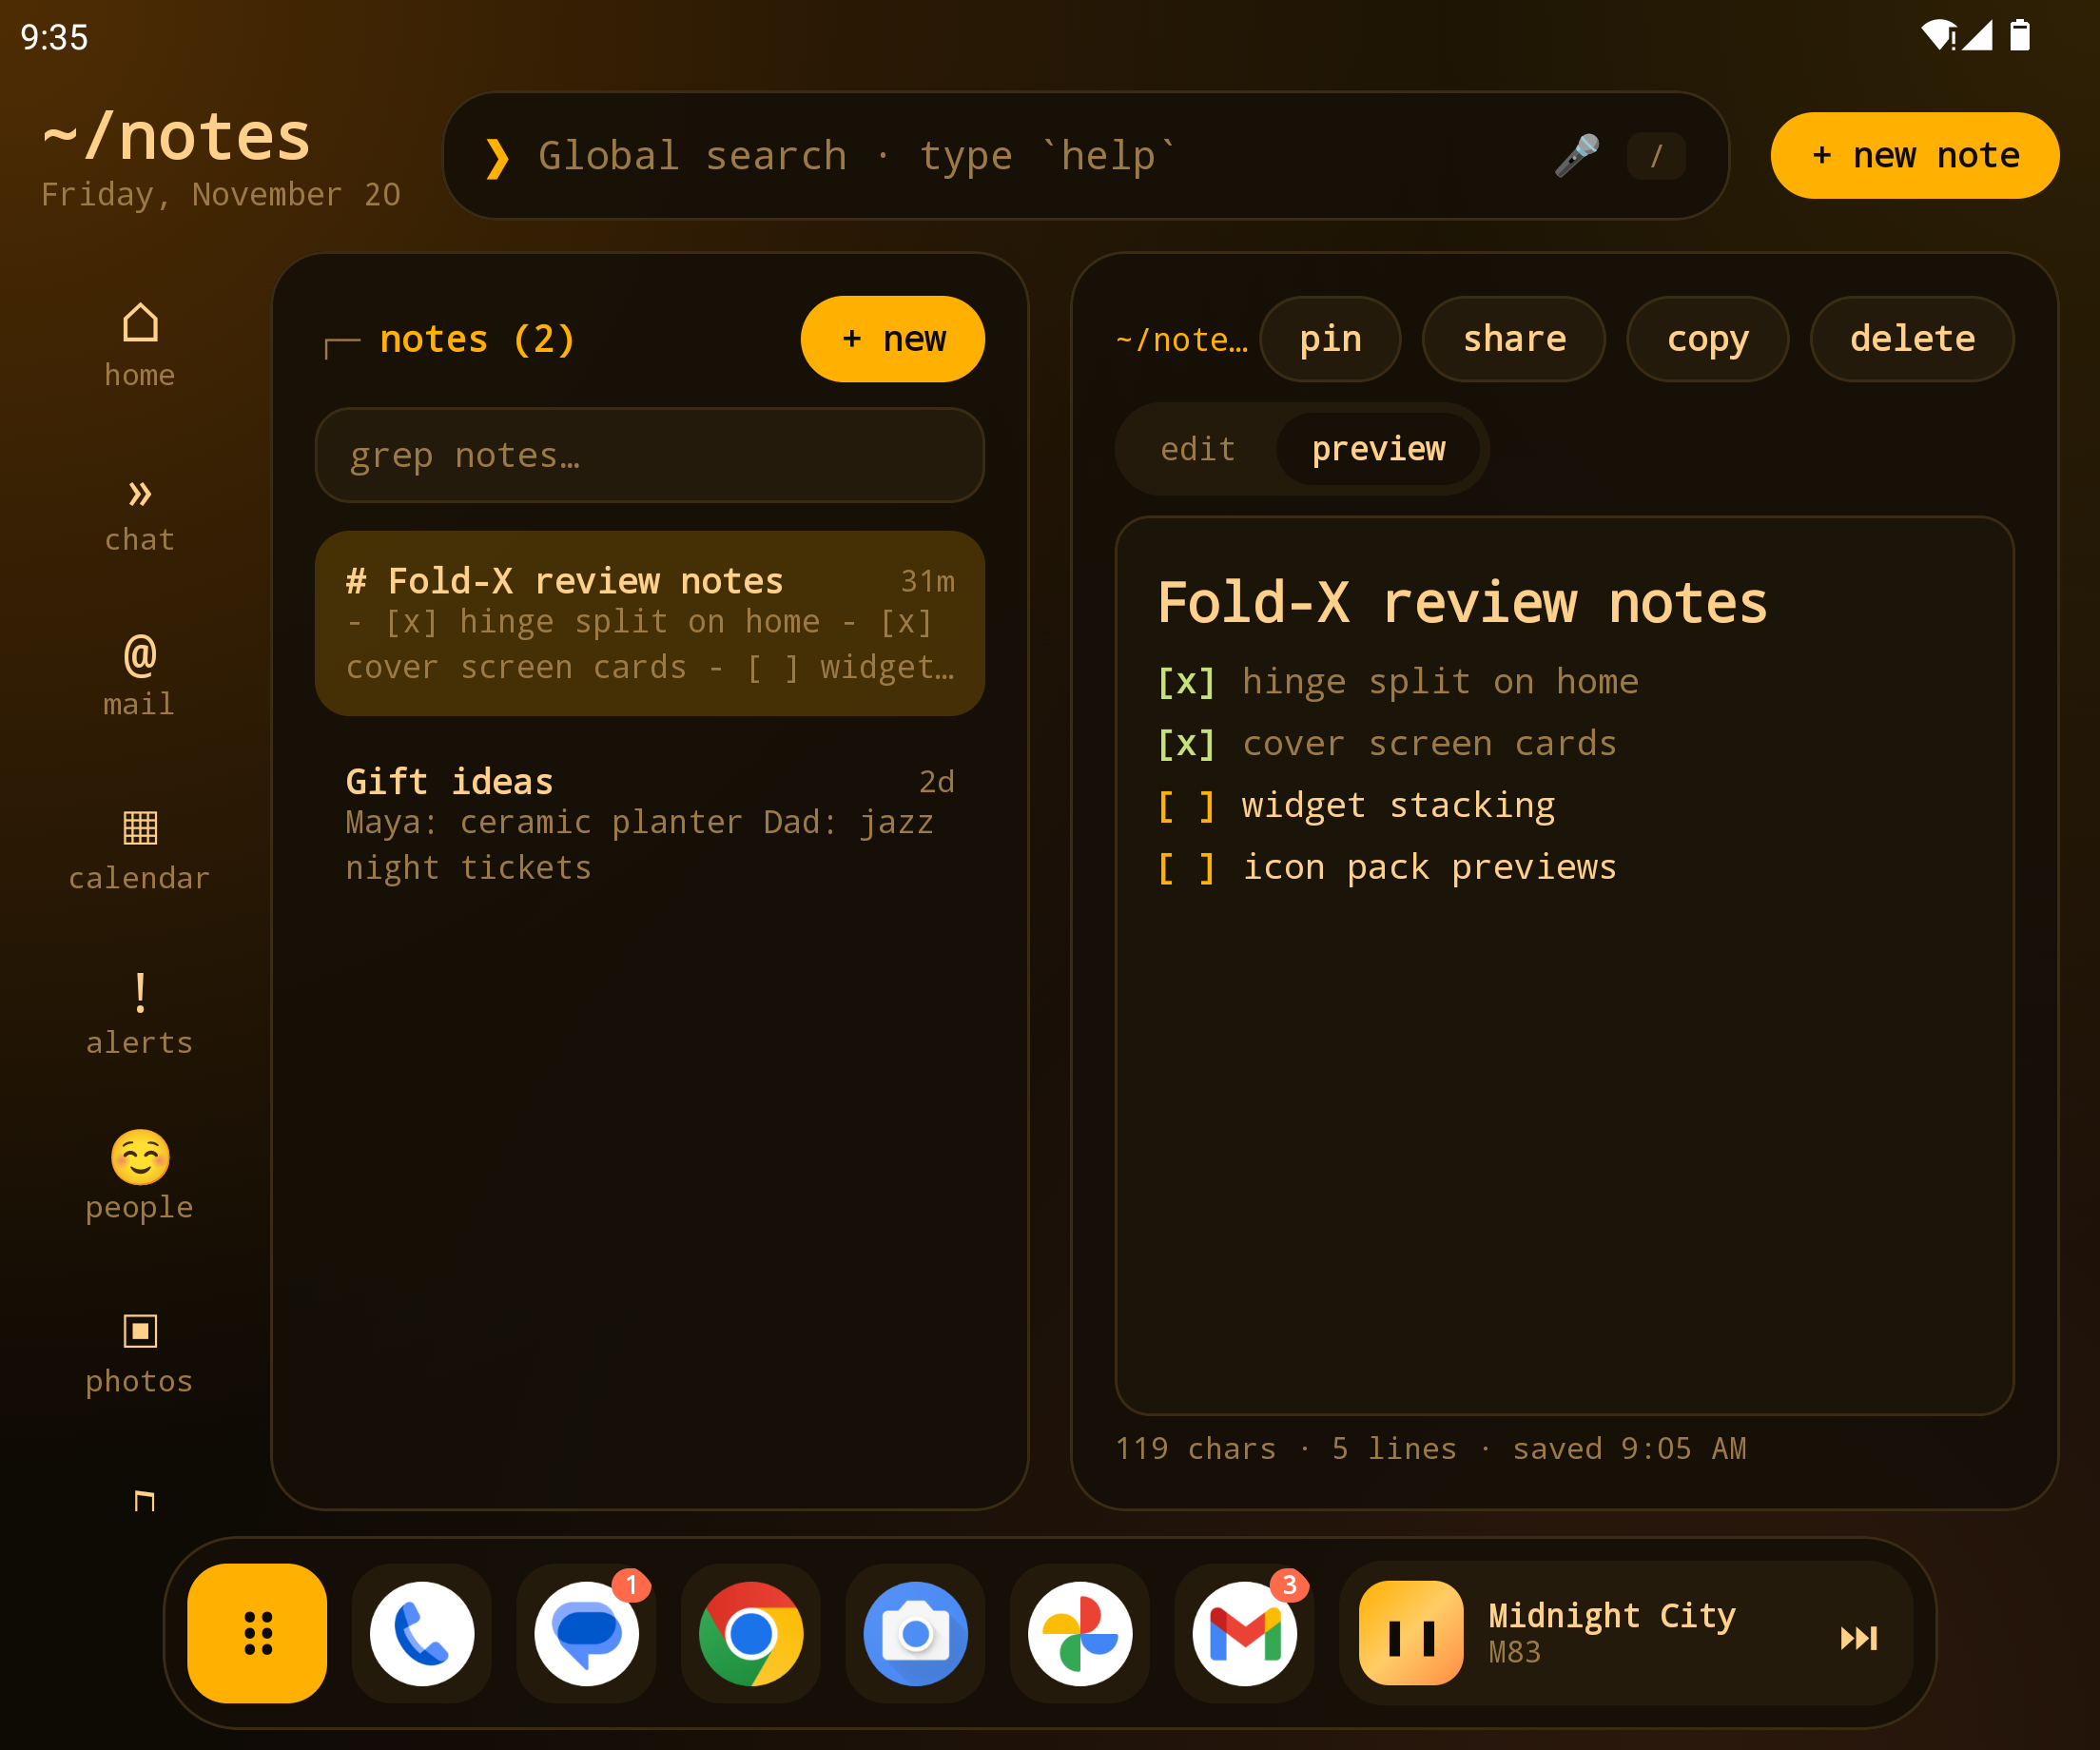 9:35
~/notes
Friday, November 20
❯ Global search · type `help`
/
+ new note
home
chat
@
mail
calendar
!
alerts
people
photos
notes (2)
+ new
grep notes…
# Fold-X review notes
31m
- [x] hinge split on home - [x]
cover screen cards - [ ] widget…
Gift ideas
2d
Maya: ceramic planter Dad: jazz
night tickets
~/note…
pin
share
copy
delete
edit
preview
Fold-X review notes
[x] hinge split on home
[x] cover screen cards
[ ] widget stacking
[ ] icon pack previews
119 chars · 5 lines · saved 9:05 AM
1
3
Midnight City
M83